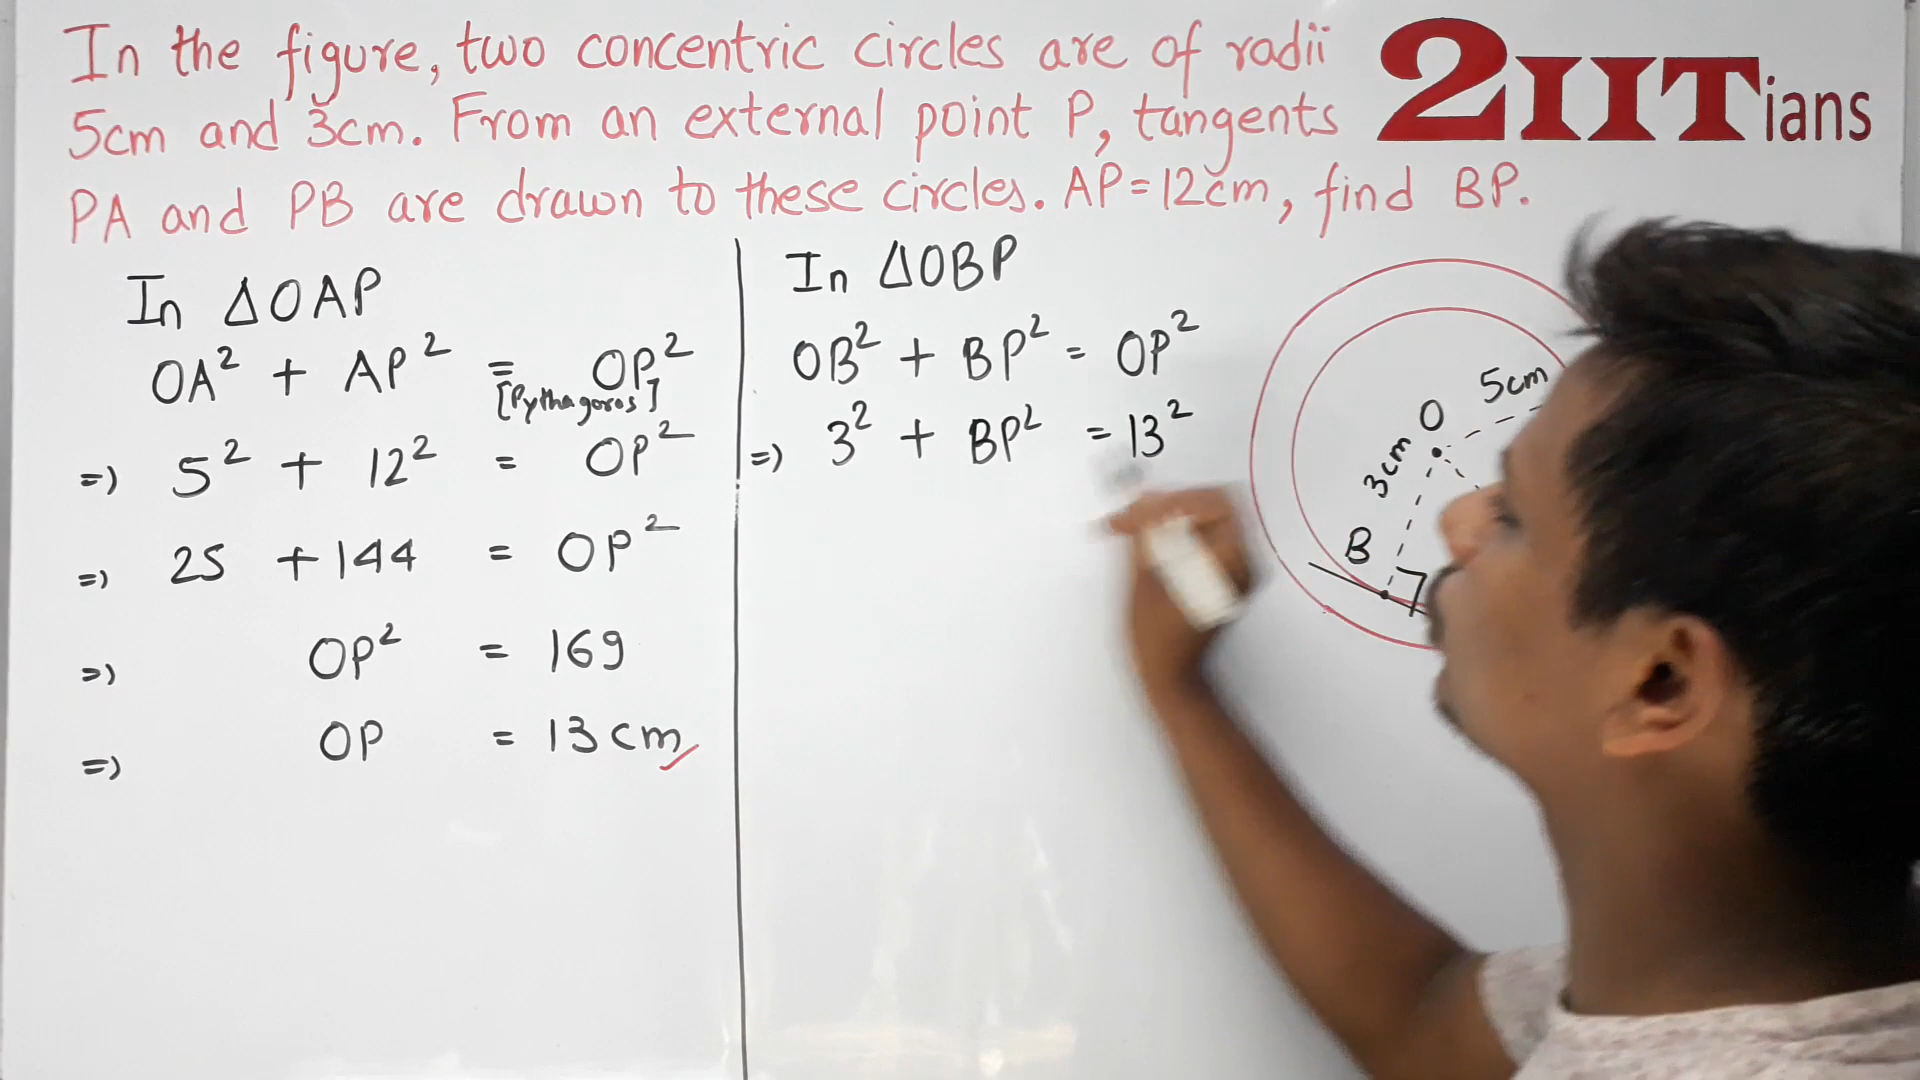 In the figure, two concentric circles are of radii
5cm and 3cm. From an external point P, tangents
PA and PB are drawn to these circles. AP=12cm, find BP.
2IITians
In ΔOAP
OA² + AP² = OP²
[Pythagoras]
=) 5² + 12² = OP²
=) 25 + 144 = OP²
=) OP² = 169
=) OP = 13cm
In ΔOBP
OB² + BP² = OP²
=) 3² + BP² = 13²
5cm
O
3cm
B